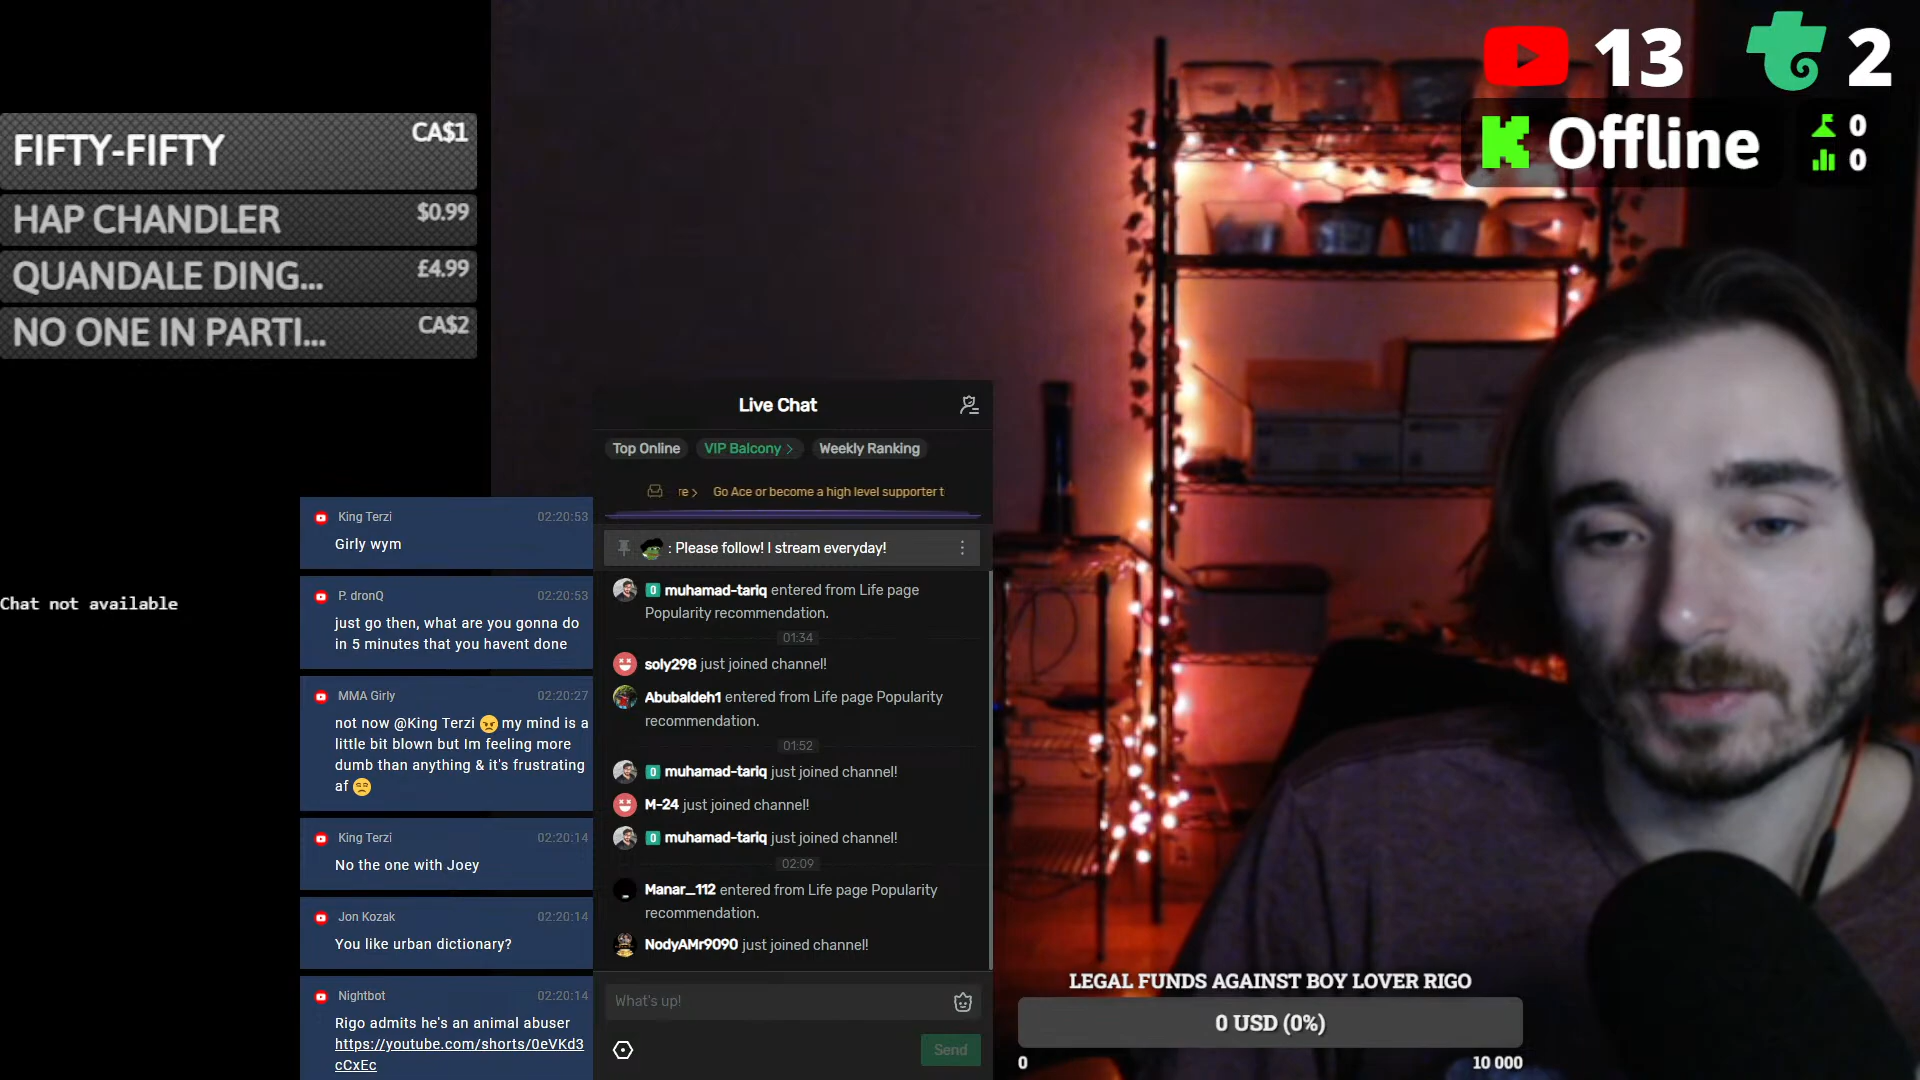 13
2
Offline
0
0
FIFTY-FIFTY
CA$1
HAP CHANDLER
$0.99
QUANDALE DING...
£4.99
NO ONE IN PARTI...
CA$2
Chat not available
King Terzi
02:20:53
Girly wym
P. dronQ
02:20:53
just go then, what are you gonna do
in 5 minutes that you havent done
MMA Girly
02:20:27
not now @King Terzi 😠 my mind is a
little bit blown but Im feeling more
dumb than anything & it's frustrating
af 😒
King Terzi
02:20:14
No the one with Joey
Jon Kozak
02:20:14
You like urban dictionary?
Nightbot
02:20:14
Rigo admits he's an animal abuser
https://youtube.com/shorts/0eVKd3
cCxEc
Live Chat
Top Online
VIP Balcony >
Weekly Ranking
re > Go Ace or become a high level supporter t
: Please follow! I stream everyday!
0 muhamad-tariq entered from Life page
Popularity recommendation.
01:34
soly298 just joined channel!
Abubaldeh1 entered from Life page Popularity
recommendation.
01:52
0 muhamad-tariq just joined channel!
M-24 just joined channel!
0 muhamad-tariq just joined channel!
02:09
Manar_112 entered from Life page Popularity
recommendation.
NodyAMr9090 just joined channel!
What's up!
Send
LEGAL FUNDS AGAINST BOY LOVER RIGO
0 USD (0%)
0
10 000